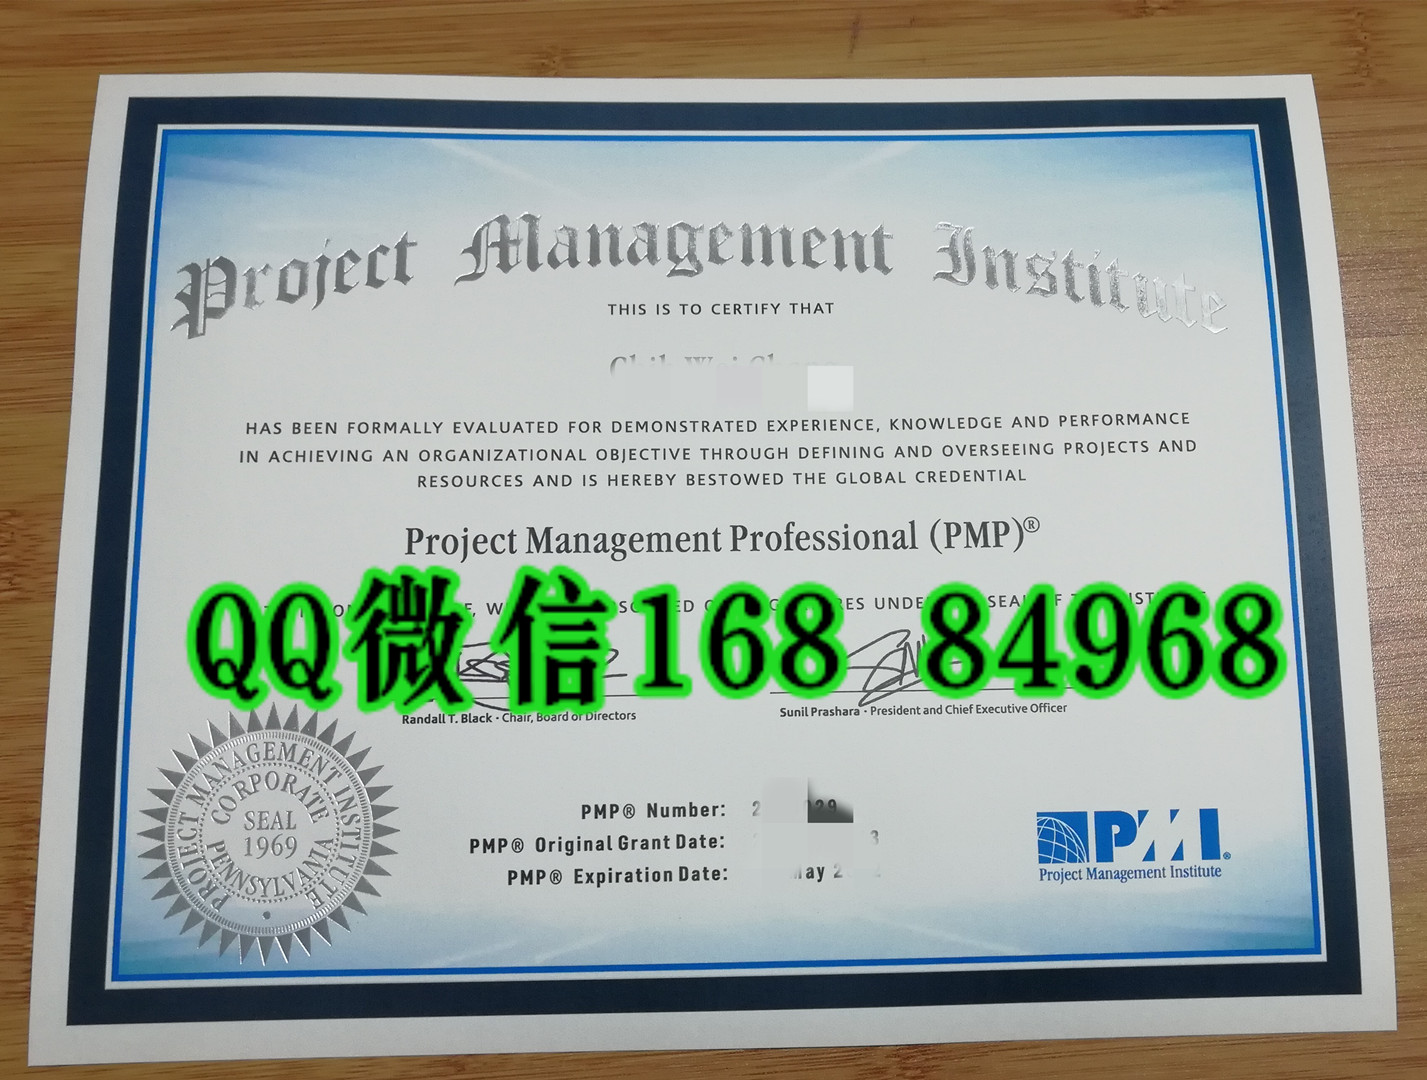 Project Management Institute
THIS IS TO CERTIFY THAT
HAS BEEN FORMALLY EVALUATED FOR DEMONSTRATED EXPERIENCE, KNOWLEDGE AND PERFORMANCE
IN ACHIEVING AN ORGANIZATIONAL OBJECTIVE THROUGH DEFINING AND OVERSEEING PROJECTS AND
RESOURCES AND IS HEREBY BESTOWED THE GLOBAL CREDENTIAL
Project Management Professional (PMP)®
QQ微信168 84968
Randall T. Black · Chair, Board of Directors
Sunil Prashara · President and Chief Executive Officer
PROJECT MANAGEMENT INSTITUTE
CORPORATE
SEAL
1969
PENNSYLVANIA
PMP® Number:
PMP® Original Grant Date:
PMP® Expiration Date:
PMI®
Project Management Institute